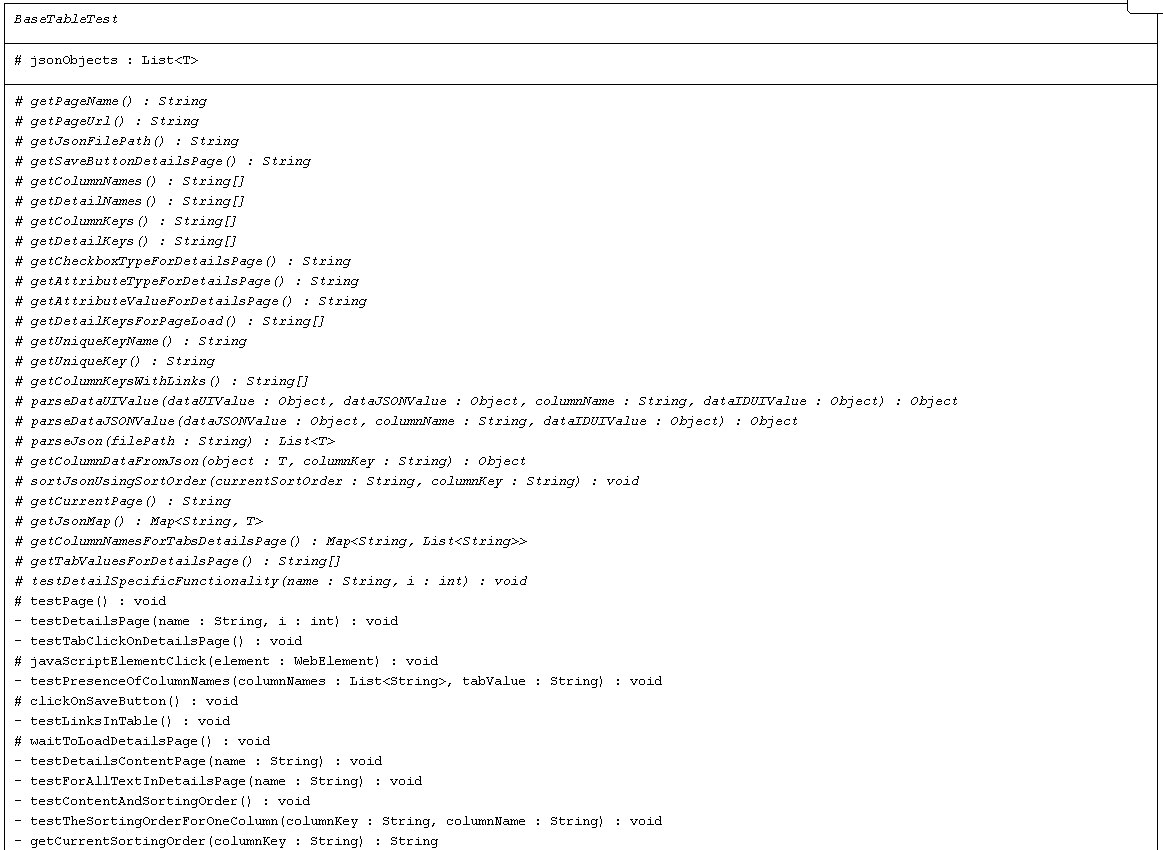 BaseTableTest
# jsonObjects : List<T>
# getPageName() : String
# getPageUrl() : String
# getJsonFilePath() : String
# getSaveButtonDetailsPage() : String
# getColumnNames() : String[]
# getDetailNames() : String[]
# getColumnKeys() : String[]
# getDetailKeys() : String[]
# getCheckboxTypeForDetailsPage() : String
# getAttributeTypeForDetailsPage() : String
# getAttributeValueForDetailsPage() : String
# getDetailKeysForPageLoad() : String[]
# getUniqueKeyName() : String
# getUniqueKey() : String
# getColumnKeysWithLinks() : String[]
# parseDataUIValue(dataUIValue : Object, dataJSONValue : Object, columnName : String, dataIDUIValue : Object) : Object
# parseDataJSONValue(dataJSONValue : Object, columnName : String, dataIDUIValue : Object) : Object
# parseJson(filePath : String) : List<T>
# getColumnDataFromJson(object : T, columnKey : String) : Object
# sortJsonUsingSortOrder(currentSortOrder : String, columnKey : String) : void
# getCurrentPage() : String
# getJsonMap() : Map<String, T>
# getColumnNamesForTabsDetailsPage() : Map<String, List<String>>
# getTabValuesForDetailsPage() : String[]
# testDetailSpecificFunctionality(name : String, i : int) : void
# testPage() : void
- testDetailsPage(name : String, i : int) : void
- testTabClickOnDetailsPage() : void
# javaScriptElementClick(element : WebElement) : void
- testPresenceOfColumnNames(columnNames : List<String>, tabValue : String) : void
# clickOnSaveButton() : void
- testLinksInTable() : void
# waitToLoadDetailsPage() : void
- testDetailsContentPage(name : String) : void
- testForAllTextInDetailsPage(name : String) : void
- testContentAndSortingOrder() : void
- testTheSortingOrderForOneColumn(columnKey : String, columnName : String) : void
- getCurrentSortingOrder(columnKey : String) : String